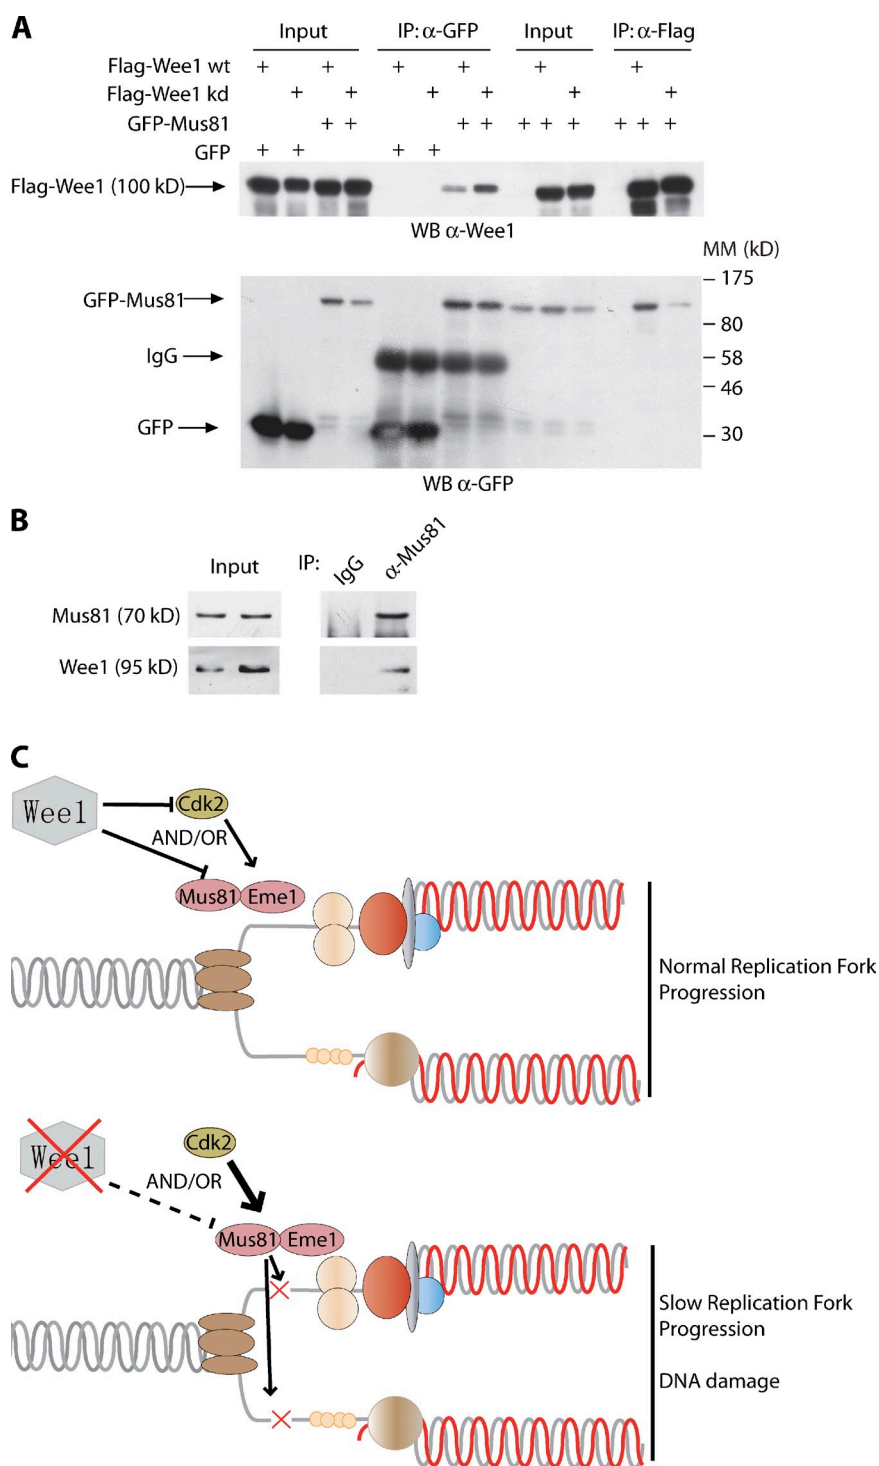 A
Input IP: α-GFP Input IP: α-Flag
Flag-Wee1 wt + + + + + +
Flag-Wee1 kd + + + + + +
GFP-Mus81 + + + + + + + + + +
GFP + + + +
Flag-Wee1 (100 kD)
WB α-Wee1
MM (kD)
175
GFP-Mus81
80
IgG
58
46
GFP
30
WB α-GFP
B
Input IP: IgG α-Mus81
Mus81 (70 kD)
Wee1 (95 kD)
C
Wee1
Cdk2
AND/OR
Mus81 Eme1
Normal Replication Fork
Progression
Wee1
Cdk2
AND/OR
Mus81 Eme1
Slow Replication Fork
Progression
DNA damage